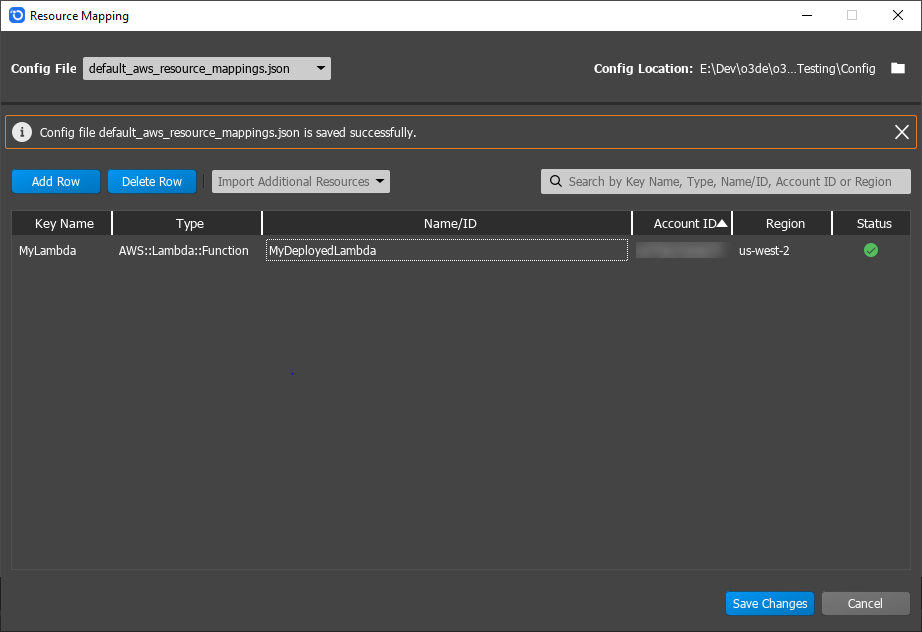 Resource Mapping
Config File default_aws_resource_mappings.json Config Location: E:\Dev\o3de\o3...Testing\Config
Config file default_aws_resource_mappings.json is saved successfully.
Add Row Delete Row Import Additional Resources Search by Key Name, Type, Name/ID, Account ID or Region
Key Name Type Name/ID Account ID Region Status
MyLambda AWS::Lambda::Function MyDeployedLambda us-west-2
Save Changes Cancel